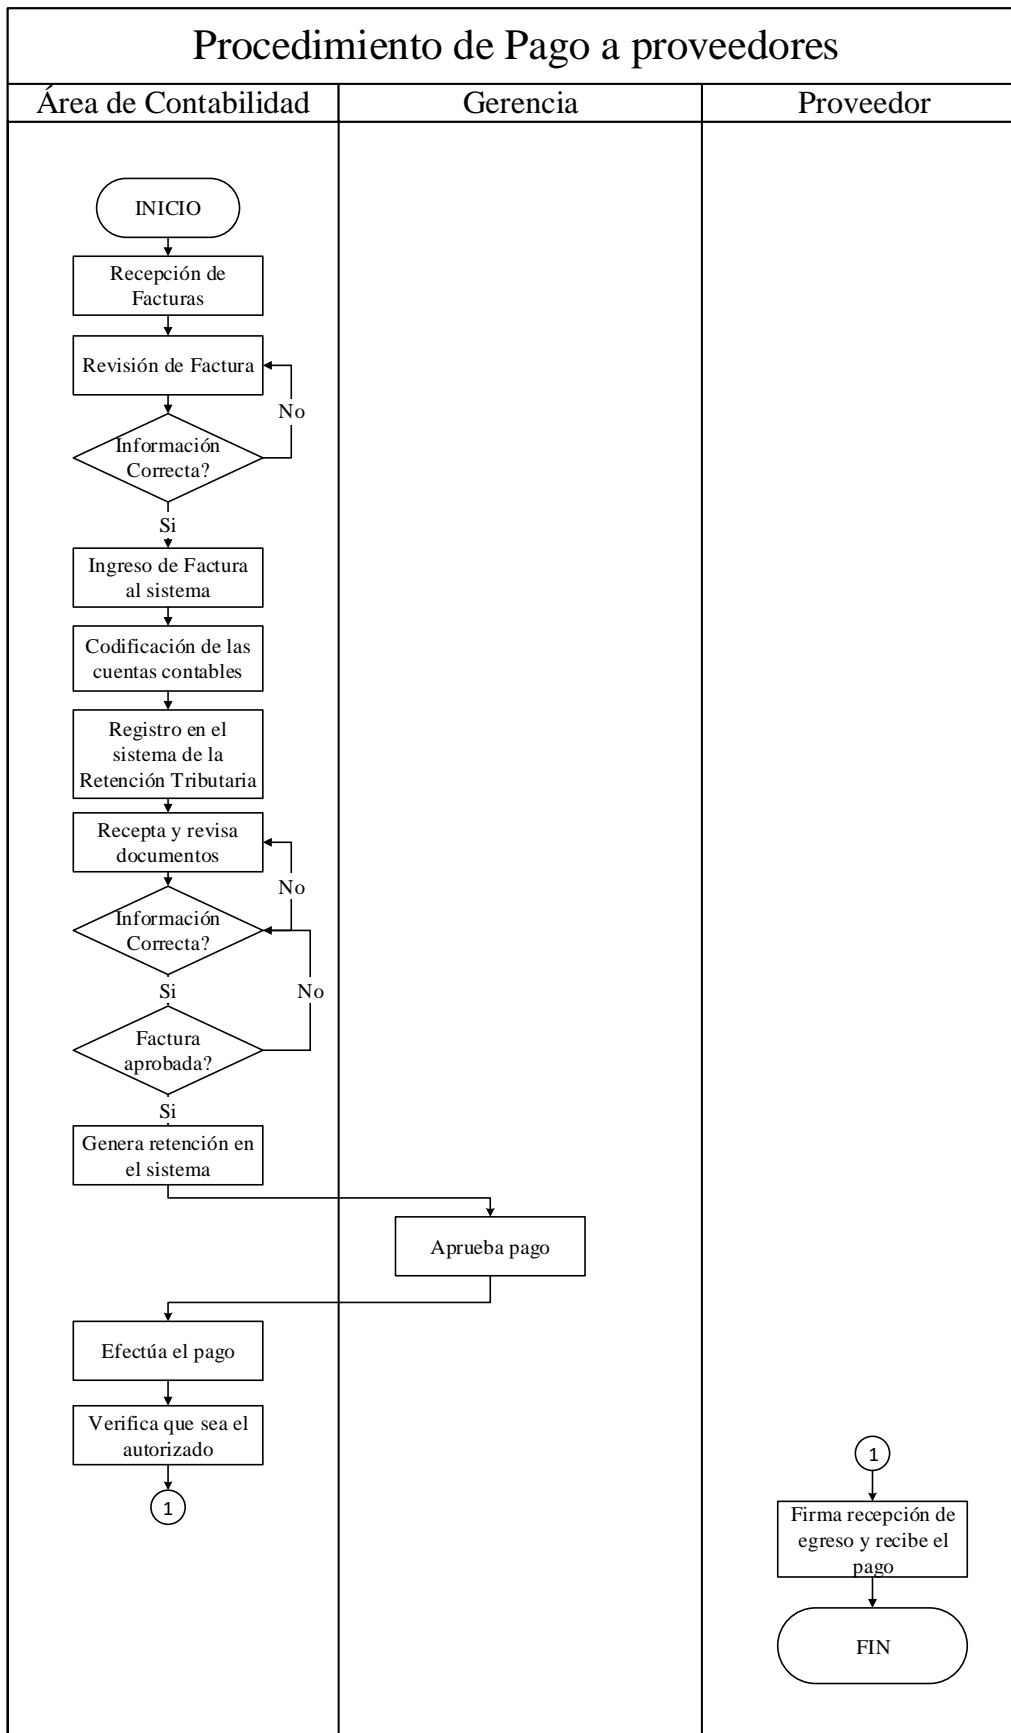 Procedimiento de Pago a proveedores
Área de Contabilidad
Gerencia
Proveedor
INICIO
Recepción de
Facturas
Revisión de Factura
No
Información
Correcta?
Si
Ingreso de Factura
al sistema
Codificación de las
cuentas contables
Registro en el
sistema de la
Retención Tributaria
Recepta y revisa
documentos
No
Información
Correcta?
Si
No
Factura
aprobada?
Si
Genera retención en
el sistema
Aprueba pago
Efectúa el pago
Verifica que sea el
autorizado
1
1
Firma recepción de
egreso y recibe el
pago
FIN